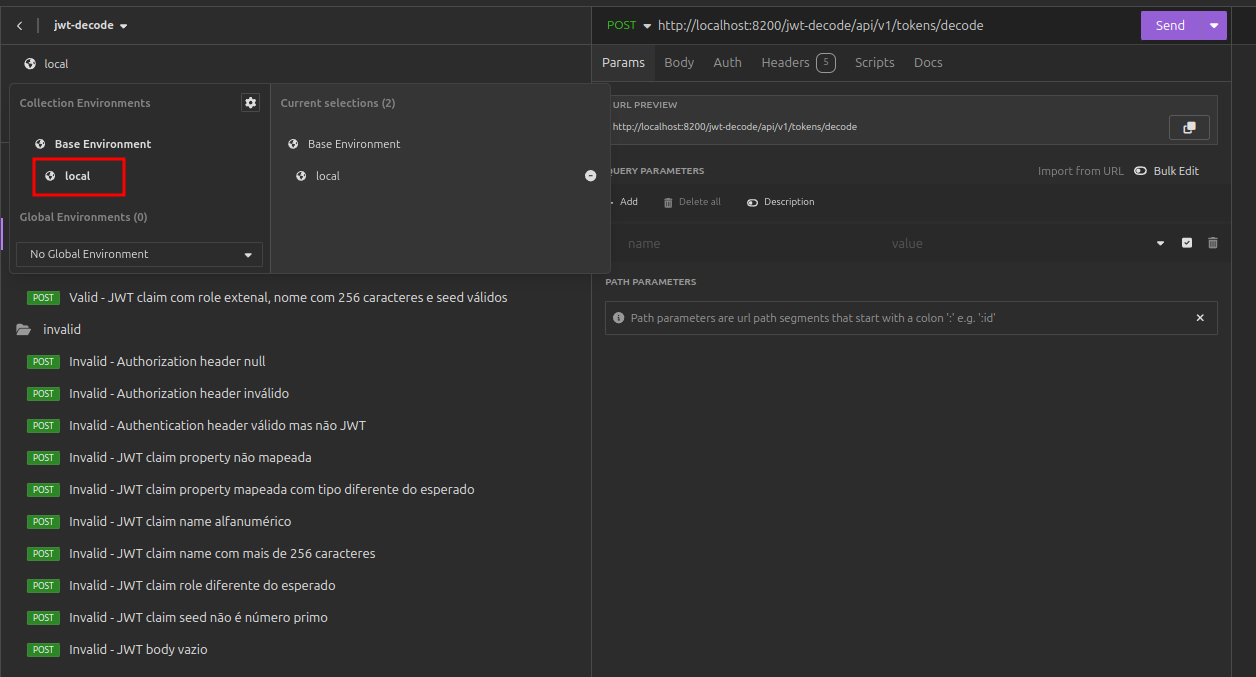 jwt-decode
local
Collection Environments
Base Environment
local
Global Environments (0)
No Global Environment
Current selections (2)
Base Environment
local
POST Valid - JWT claim com role extenal, nome com 256 caracteres e seed válidos
invalid
POST Invalid - Authorization header null
POST Invalid - Authorization header inválido
POST Invalid - Authentication header válido mas não JWT
POST Invalid - JWT claim property não mapeada
POST Invalid - JWT claim property mapeada com tipo diferente do esperado
POST Invalid - JWT claim name alfanumérico
POST Invalid - JWT claim name com mais de 256 caracteres
POST Invalid - JWT claim role diferente do esperado
POST Invalid - JWT claim seed não é número primo
POST Invalid - JWT body vazio
POST http://localhost:8200/jwt-decode/api/v1/tokens/decode Send
Params Body Auth Headers 5 Scripts Docs
URL PREVIEW
http://localhost:8200/jwt-decode/api/v1/tokens/decode
QUERY PARAMETERS Import from URL Bulk Edit
Add Delete all Description
name value
PATH PARAMETERS
Path parameters are url path segments that start with a colon ':' e.g. ':id'